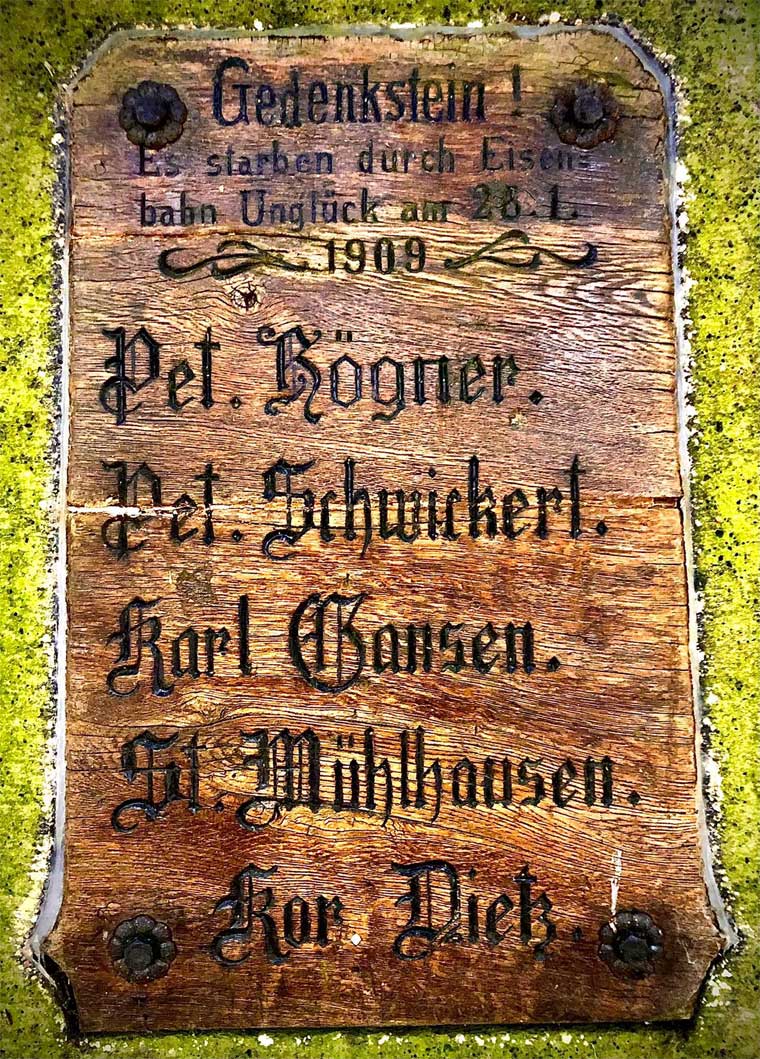 Gedenkstein !
Es starben durch Eisen=
bahn Unglück am 28. 1.
1909
Pet. Kögner.
Pet. Schwickert.
Karl Gansen.
St. Mühlhausen.
Kor. Dietz.